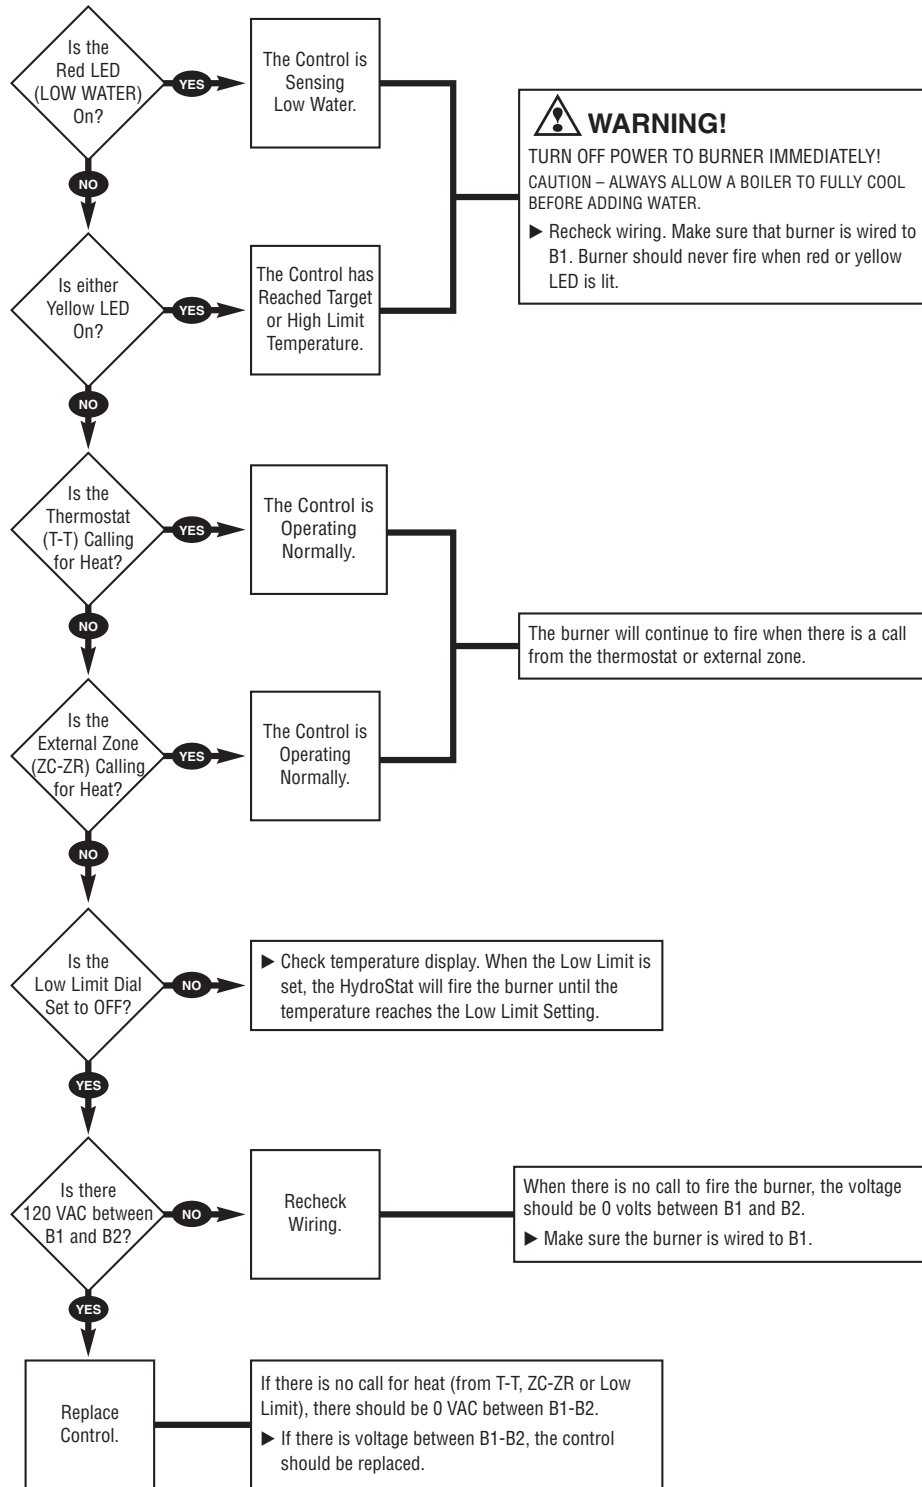 Is the
Red LED
(LOW WATER)
On?
YES
The Control is
Sensing
Low Water.
WARNING!
TURN OFF POWER TO BURNER IMMEDIATELY!
CAUTION – ALWAYS ALLOW A BOILER TO FULLY COOL
BEFORE ADDING WATER.
▶ Recheck wiring. Make sure that burner is wired to
B1. Burner should never fire when red or yellow
LED is lit.
NO
Is either
Yellow LED
On?
YES
The Control has
Reached Target
or High Limit
Temperature.
NO
Is the
Thermostat
(T-T) Calling
for Heat?
YES
The Control is
Operating
Normally.
The burner will continue to fire when there is a call
from the thermostat or external zone.
NO
Is the
External Zone
(ZC-ZR) Calling
for Heat?
YES
The Control is
Operating
Normally.
NO
Is the
Low Limit Dial
Set to OFF?
NO
▶ Check temperature display. When the Low Limit is
set, the HydroStat will fire the burner until the
temperature reaches the Low Limit Setting.
YES
Is there
120 VAC between
B1 and B2?
NO
Recheck
Wiring.
When there is no call to fire the burner, the voltage
should be 0 volts between B1 and B2.
▶ Make sure the burner is wired to B1.
YES
Replace
Control.
If there is no call for heat (from T-T, ZC-ZR or Low
Limit), there should be 0 VAC between B1-B2.
▶ If there is voltage between B1-B2, the control
should be replaced.